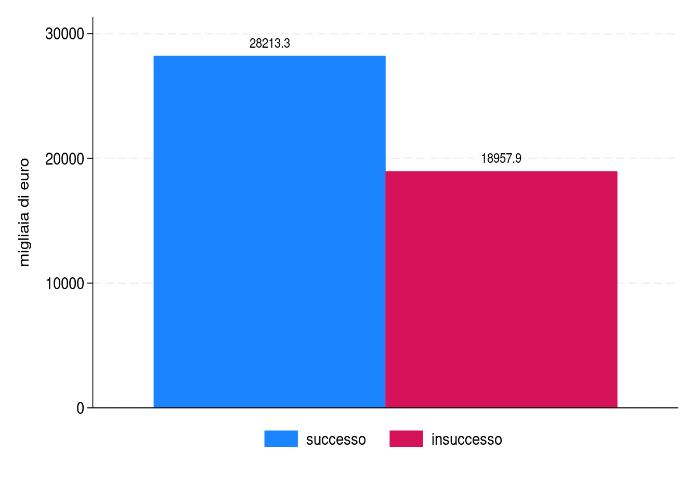 30000
28213.3
20000
18957.9
migliaia di euro
10000
0
successo
insuccesso